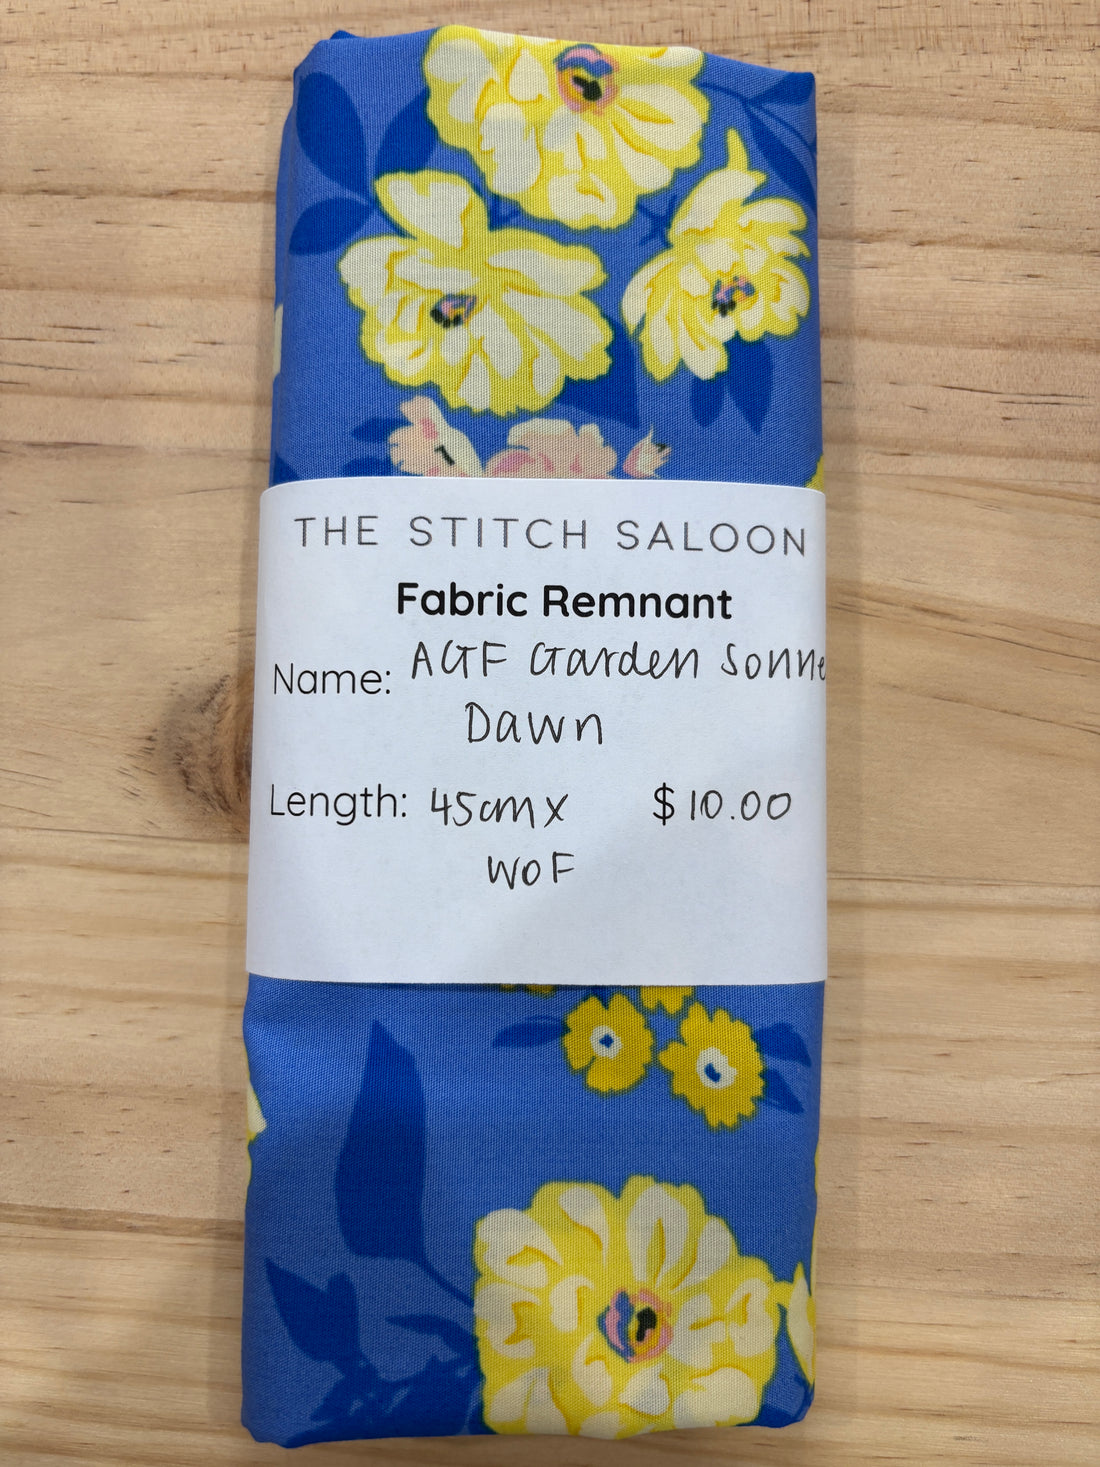 THE STITCH SALOON
Fabric Remnant
Name: AGF Garden Sonne
Dawn
Length: 45cm x $10.00
WOF